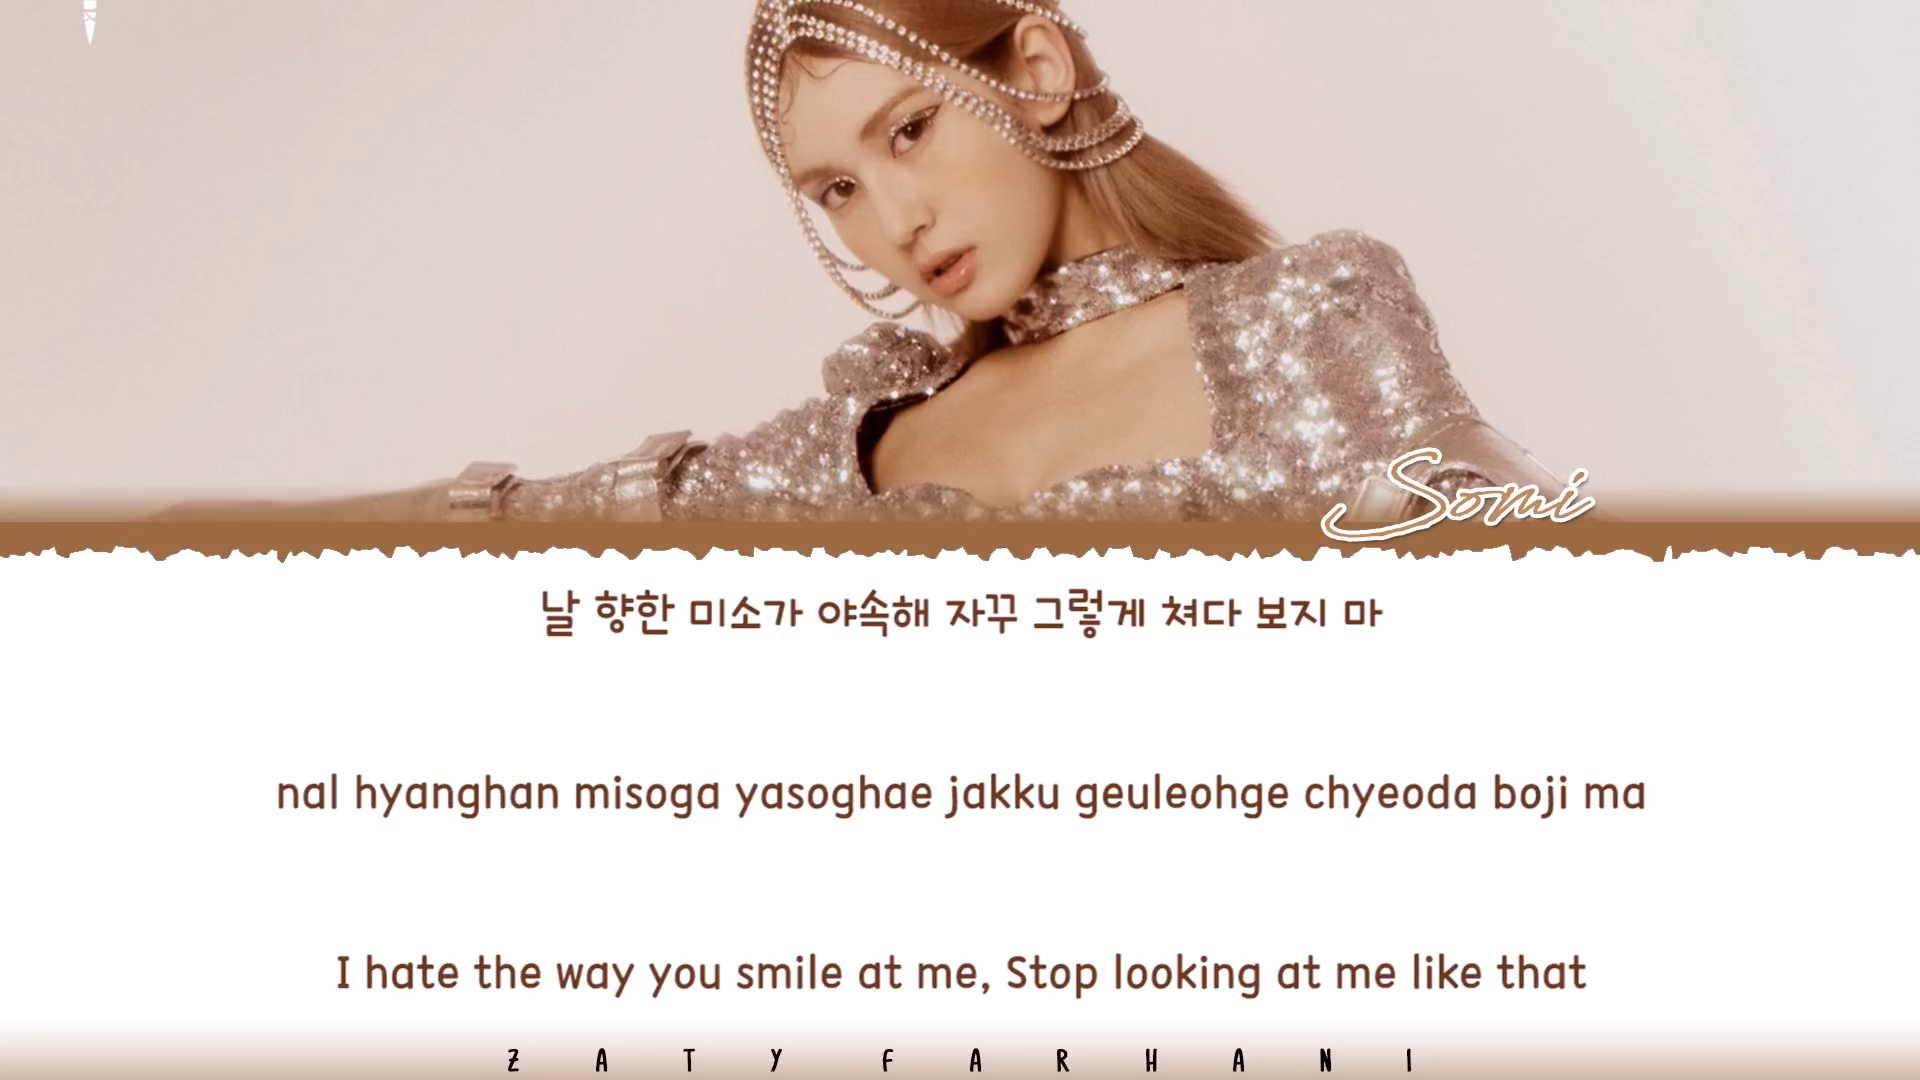 Somi
날 향한 미소가 야속해 자꾸 그렇게 쳐다 보지 마
nal hyanghan misoga yasoghae jakku geuleohge chyeoda boji ma
I hate the way you smile at me, Stop looking at me like that
ZATY FARHANI